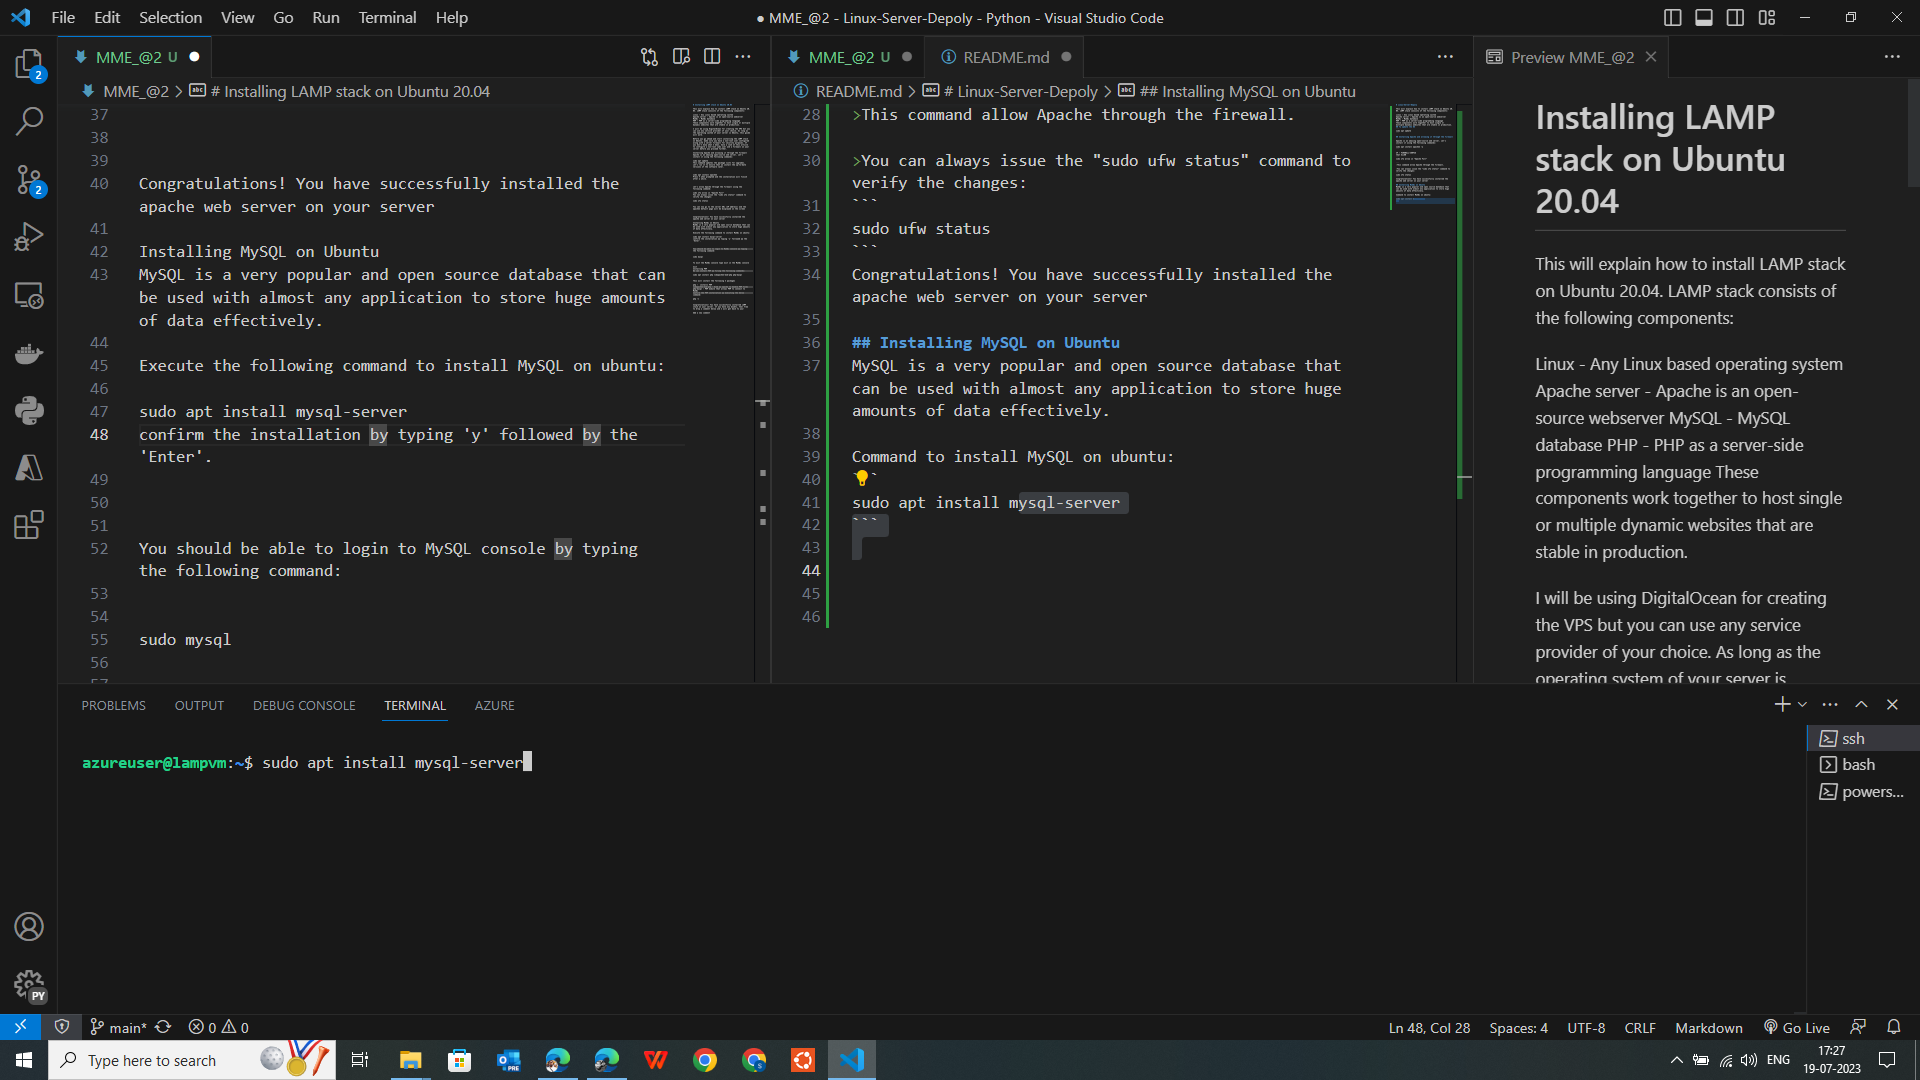 File Edit Selection View Go Run Terminal Help
● MME_@2 - Linux-Server-Depoly - Python - Visual Studio Code
MME_@2 U
MME_@2 > # Installing LAMP stack on Ubuntu 20.04
37
38
39
40 Congratulations! You have successfully installed the
apache web server on your server
41
42 Installing MySQL on Ubuntu
43 MySQL is a very popular and open source database that can
be used with almost any application to store huge amounts
of data effectively.
44
45 Execute the following command to install MySQL on ubuntu:
46
47 sudo apt install mysql-server
48 confirm the installation by typing 'y' followed by the
'Enter'.
49
50
51
52 You should be able to login to MySQL console by typing
the following command:
53
54
55 sudo mysql
56
MME_@2 U README.md
README.md > # Linux-Server-Depoly > ## Installing MySQL on Ubuntu
28 >This command allow Apache through the firewall.
29
30 >You can always issue the "sudo ufw status" command to
verify the changes:
31 ```
32 sudo ufw status
33 ```
34 Congratulations! You have successfully installed the
apache web server on your server
35
36 ## Installing MySQL on Ubuntu
37 MySQL is a very popular and open source database that
can be used with almost any application to store huge
amounts of data effectively.
38
39 Command to install MySQL on ubuntu:
40
41 sudo apt install mysql-server
42 ```
43
44
45
46
Preview MME_@2
Installing LAMP
stack on Ubuntu
20.04
This will explain how to install LAMP stack
on Ubuntu 20.04. LAMP stack consists of
the following components:
Linux - Any Linux based operating system
Apache server - Apache is an open-
source webserver MySQL - MySQL
database PHP - PHP as a server-side
programming language These
components work together to host single
or multiple dynamic websites that are
stable in production.
I will be using DigitalOcean for creating
the VPS but you can use any service
provider of your choice. As long as the
operating system of your server is
PROBLEMS OUTPUT DEBUG CONSOLE TERMINAL AZURE
azureuser@lampvm:~$ sudo apt install mysql-server
ssh
bash
powers...
2
2
PY
main* 0 0
Ln 48, Col 28 Spaces: 4 UTF-8 CRLF Markdown Go Live
Type here to search
PRE
ENG
17:27
19-07-2023